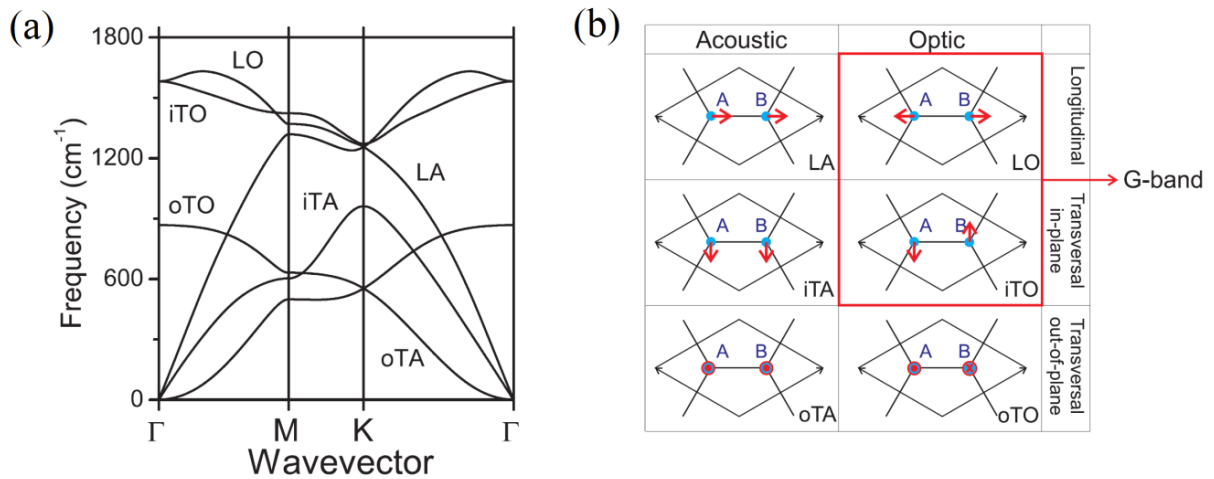 (a)
1800
1200
600
0
Frequency (cm⁻¹)
LO
iTO
LA
oTO
iTA
oTA
Γ M K Γ
Wavevector
(b)
Acoustic Optic
A B
LA
A B
LO
Longitudinal
G-band
A B
iTA
A B
iTO
Transversal
in-plane
A B
oTA
A B
oTO
Transversal
out-of-plane